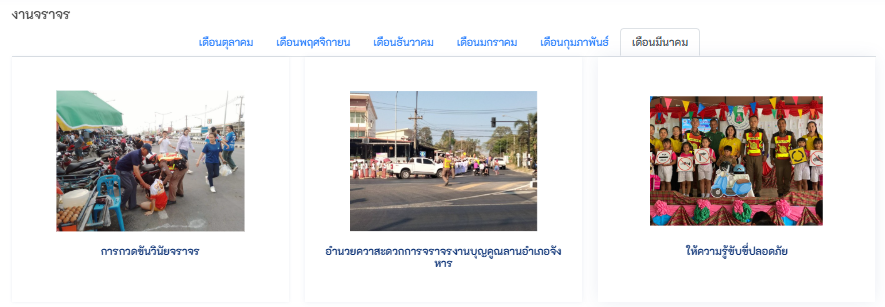 งานจราจร
เดือนตุลาคม เดือนพฤศจิกายน เดือนธันวาคม เดือนมกราคม เดือนกุมภาพันธ์ เดือนมีนาคม
การกวดขันวินัยจราจร
อำนวยควาสะดวกการจราจรงานบุญคูณลานอำเภอจัง
หาร
ให้ความรู้ขับขี่ปลอดภัย